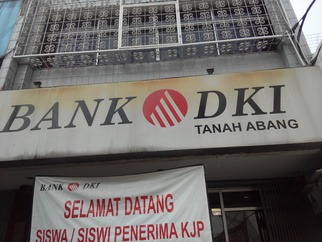 BANK DKI
TANAH ABANG
BANK DKI
SELAMAT DATANG
SISWA / SISWI PENERIMA KJP